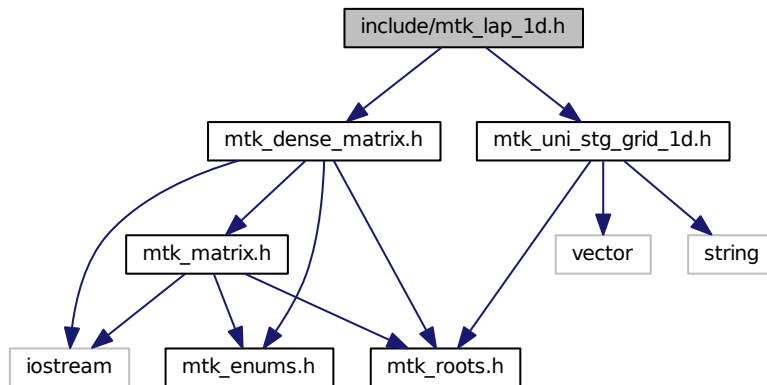 include/mtk_lap_1d.h
mtk_dense_matrix.h
mtk_uni_stg_grid_1d.h
mtk_matrix.h
vector
string
iostream
mtk_enums.h
mtk_roots.h